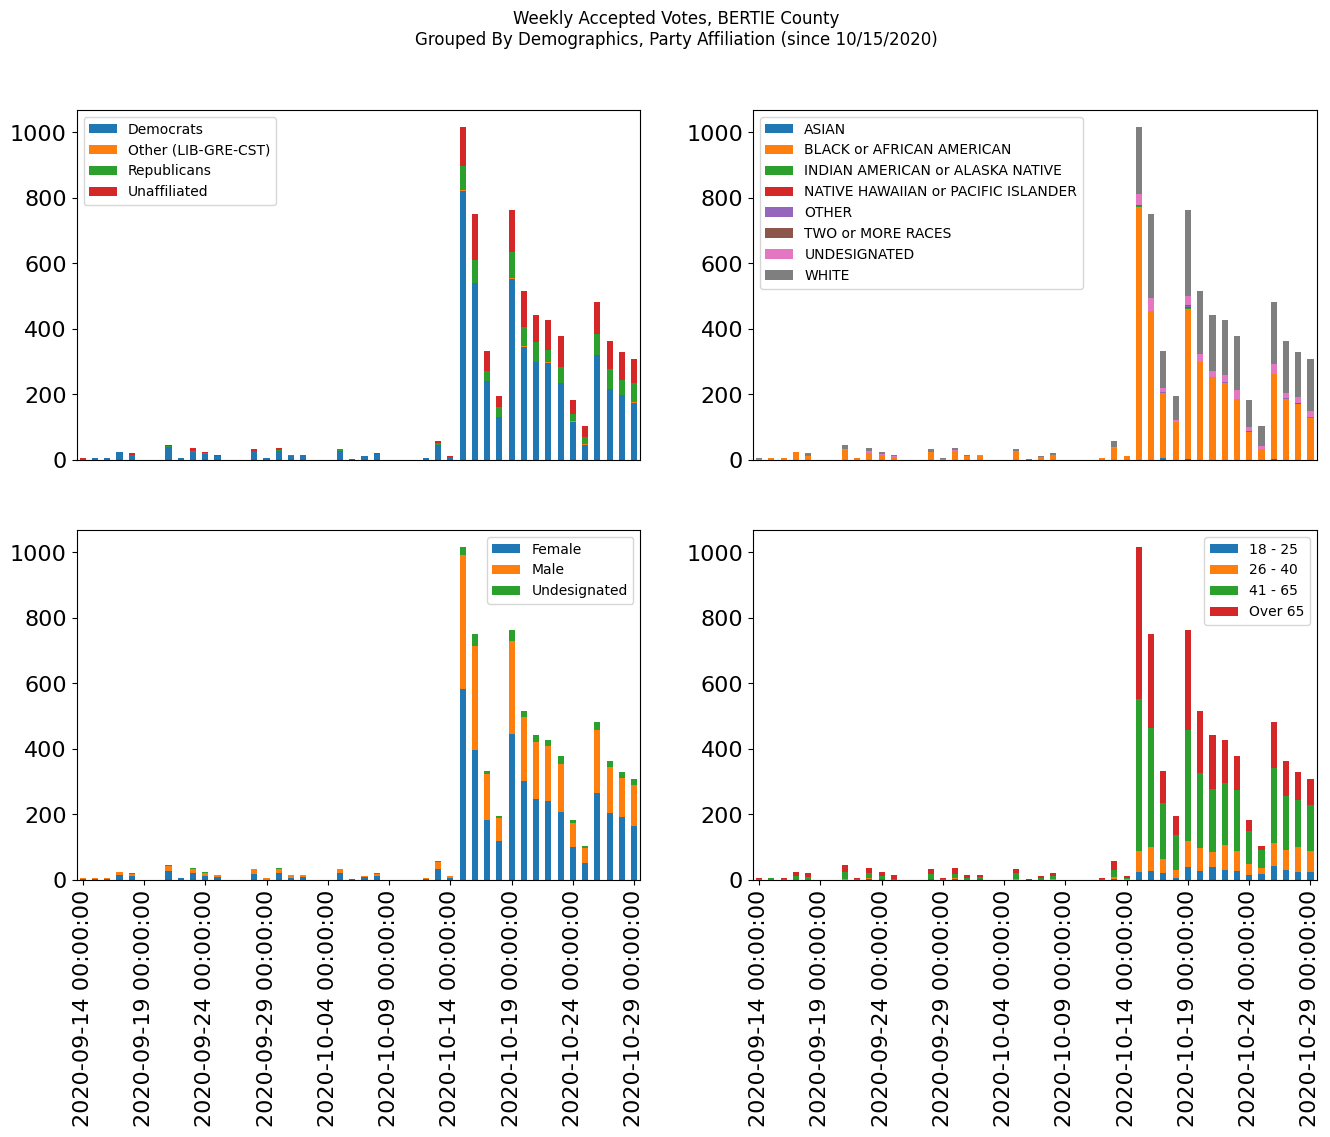 Weekly Accepted Votes, BERTIE County
Grouped By Demographics, Party Affiliation (since 10/15/2020)
1000
800
600
400
200
0
Democrats
Other (LIB-GRE-CST)
Republicans
Unaffiliated
1000
800
600
400
200
0
ASIAN
BLACK or AFRICAN AMERICAN
INDIAN AMERICAN or ALASKA NATIVE
NATIVE HAWAIIAN or PACIFIC ISLANDER
OTHER
TWO or MORE RACES
UNDESIGNATED
WHITE
1000
800
600
400
200
0
Female
Male
Undesignated
2020-09-14 00:00:00
2020-09-19 00:00:00
2020-09-24 00:00:00
2020-09-29 00:00:00
2020-10-04 00:00:00
2020-10-09 00:00:00
2020-10-14 00:00:00
2020-10-19 00:00:00
2020-10-24 00:00:00
2020-10-29 00:00:00
1000
800
600
400
200
0
18 - 25
26 - 40
41 - 65
Over 65
2020-09-14 00:00:00
2020-09-19 00:00:00
2020-09-24 00:00:00
2020-09-29 00:00:00
2020-10-04 00:00:00
2020-10-09 00:00:00
2020-10-14 00:00:00
2020-10-19 00:00:00
2020-10-24 00:00:00
2020-10-29 00:00:00